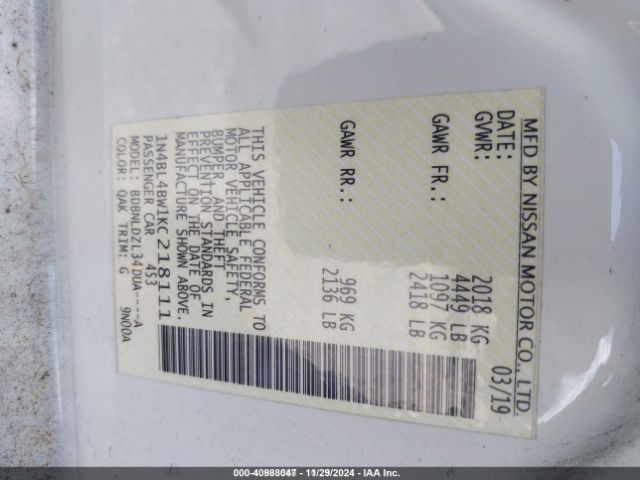 MFD BY NISSAN MOTOR CO., LTD.
DATE: 03/19
GVWR: 2018 KG
4449 LB
GAWR FR.: 1097 KG
2418 LB
GAWR RR.: 969 KG
2136 LB
THIS VEHICLE CONFORMS TO
ALL APPLICABLE FEDERAL
MOTOR VEHICLE SAFETY,
BUMPER, AND THEFT
PREVENTION STANDARDS IN
EFFECT ON THE DATE OF
MANUFACTURE SHOWN ABOVE.
1N4BL4BW1KC218111
PASSENGER CAR 453
MODEL: BDBNLDZL34DUA----A
COLOR: QAK TRIM: G 9N00A
000-40988047 - 11/29/2024 - IAA Inc.